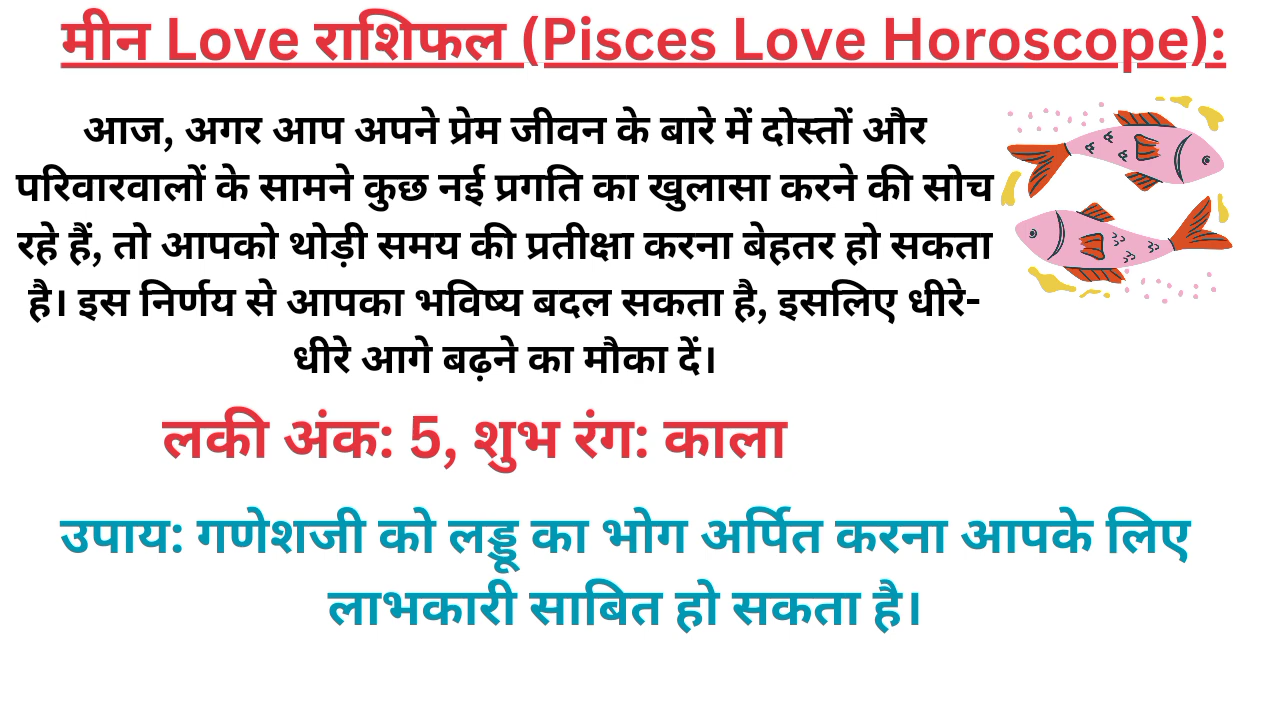 मीन Love राशिफल (Pisces Love Horoscope):
आज, अगर आप अपने प्रेम जीवन के बारे में दोस्तों और
परिवारवालों के सामने कुछ नई प्रगति का खुलासा करने की सोच
रहे हैं, तो आपको थोड़ी समय की प्रतीक्षा करना बेहतर हो सकता
है। इस निर्णय से आपका भविष्य बदल सकता है, इसलिए धीरे-
धीरे आगे बढ़ने का मौका दें।
लकी अंक: 5, शुभ रंग: काला
उपाय: गणेशजी को लड्डू का भोग अर्पित करना आपके लिए
लाभकारी साबित हो सकता है।